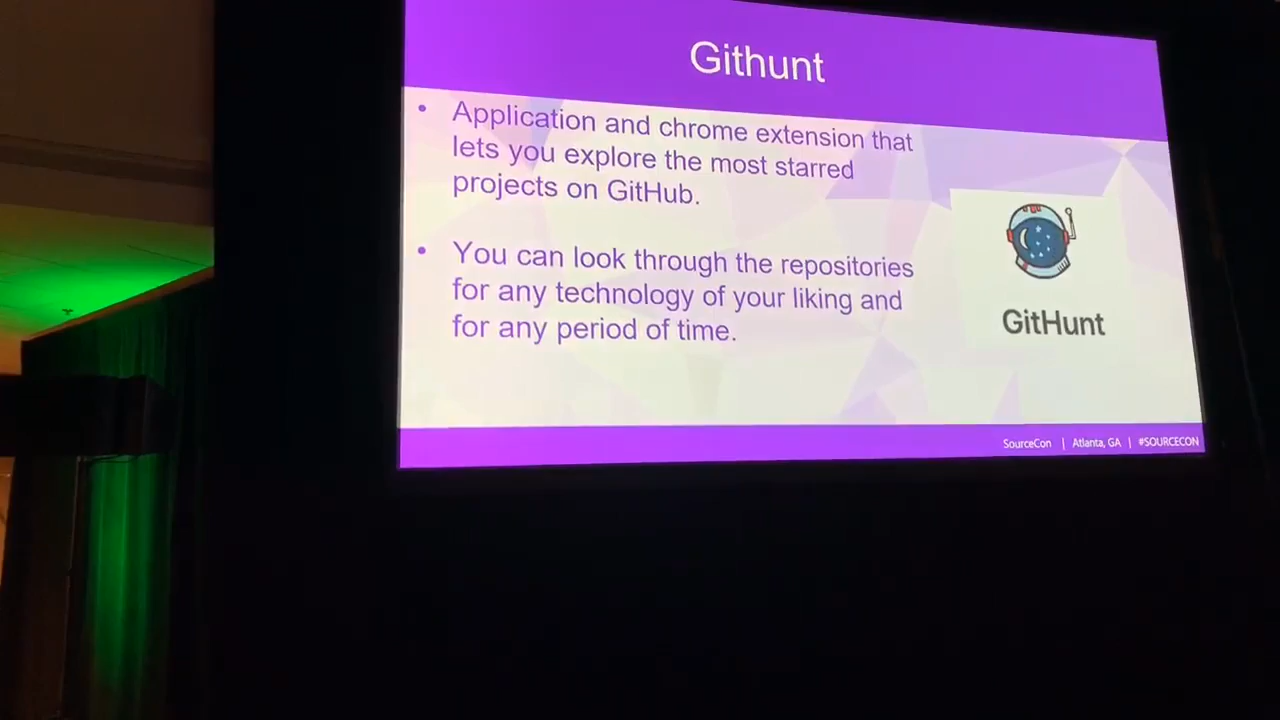 Githunt
• Application and chrome extension that
lets you explore the most starred
projects on GitHub.
• You can look through the repositories
for any technology of your liking and
for any period of time.
GitHunt
SourceCon | Atlanta, GA | #SOURCECON